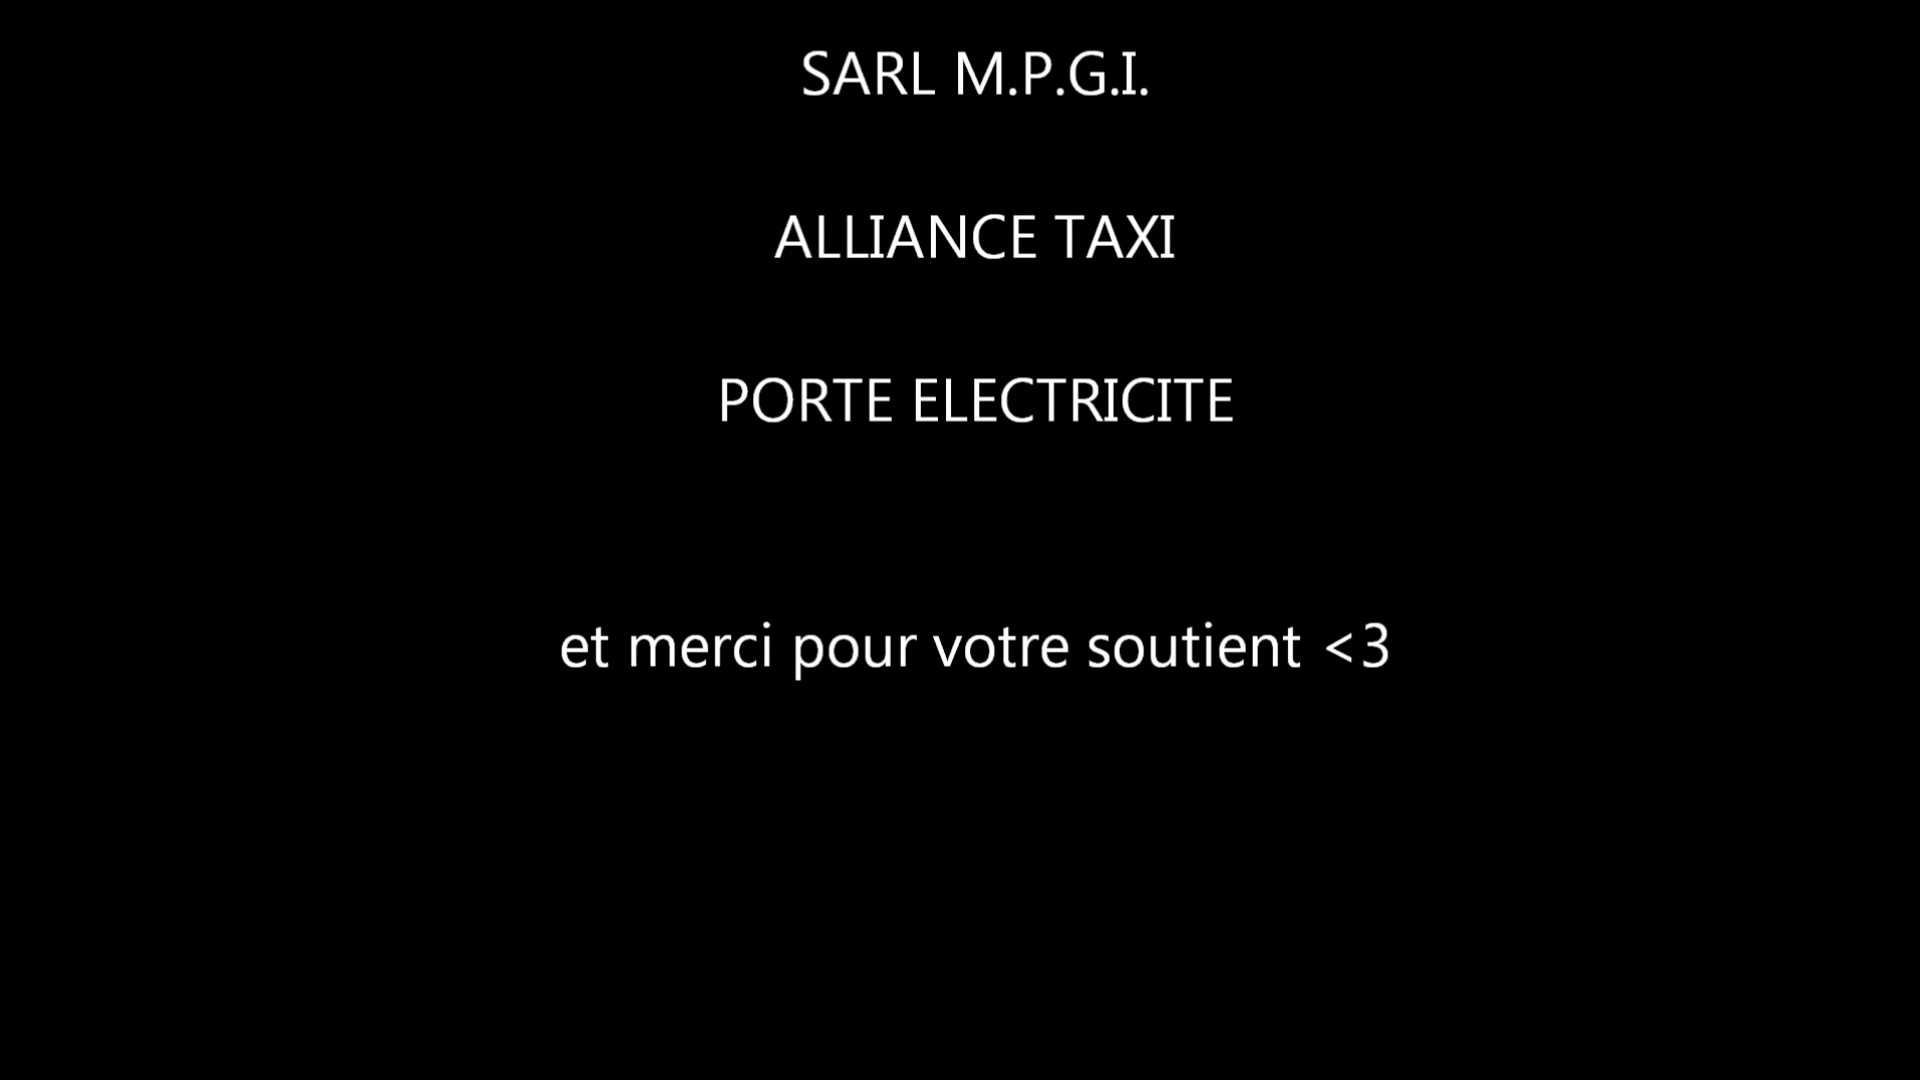 SARL M.P.G.I.
ALLIANCE TAXI
PORTE ELECTRICITE
et merci pour votre soutient <3